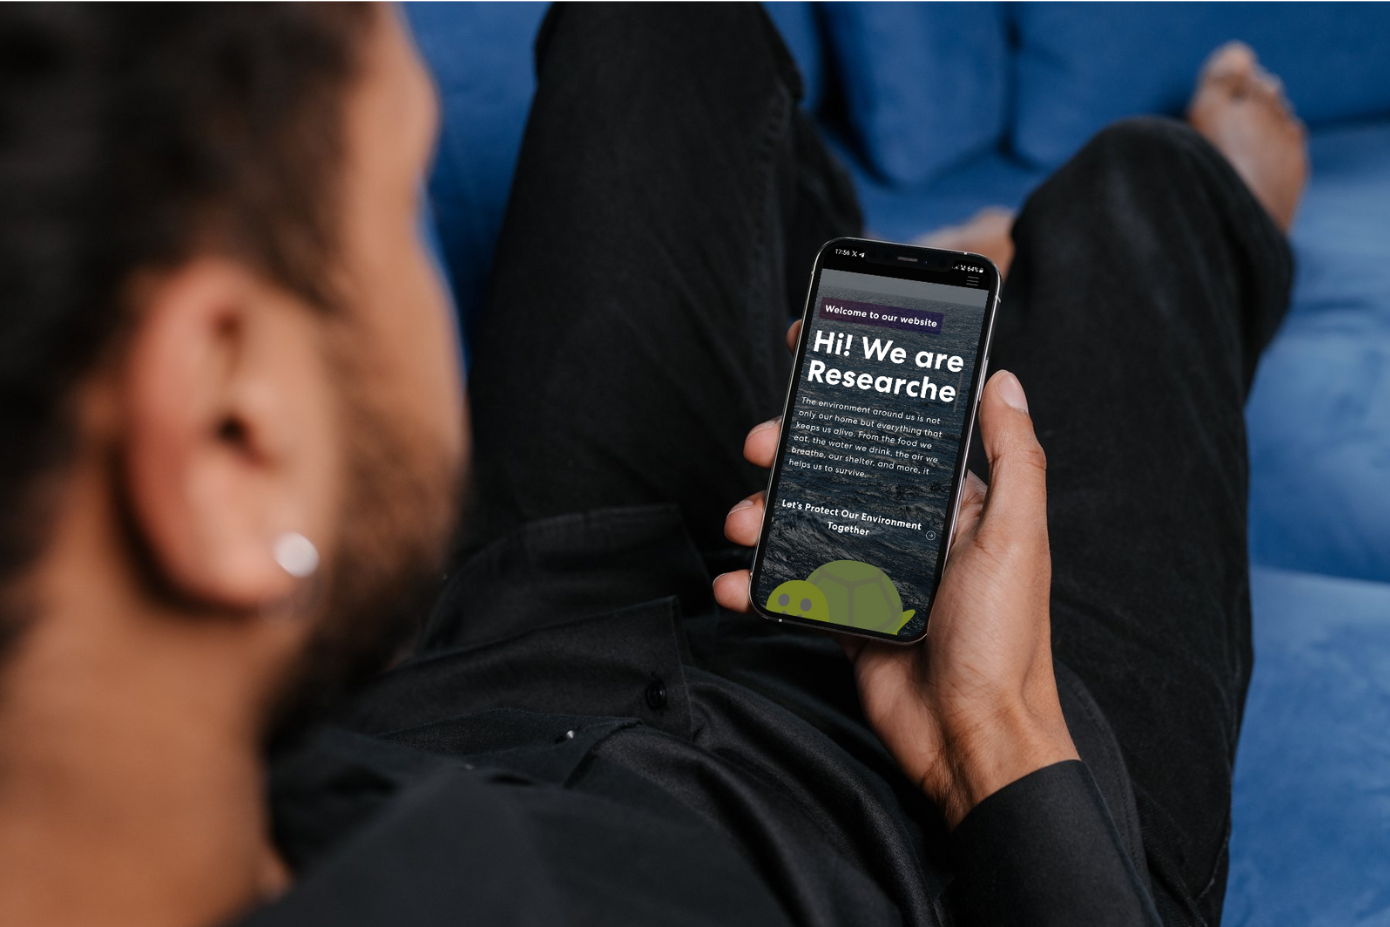 17:56
64%
Welcome to our website
Hi! We are
Researche
The environment around us is not
only our home but everything that
keeps us alive. From the food we
eat, the water we drink, the air we
breathe, our shelter, and more, it
helps us to survive.
Let's Protect Our Environment
Together